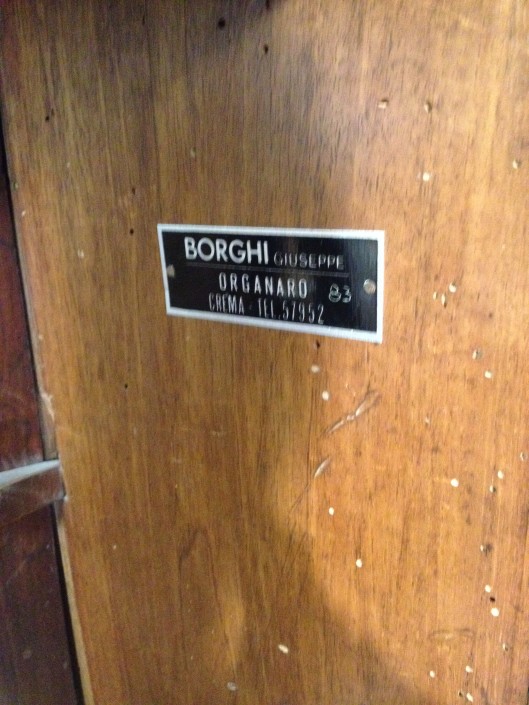 BORGHI GIUSEPPE
ORGANARO 83
CREMA - TEL. 57952